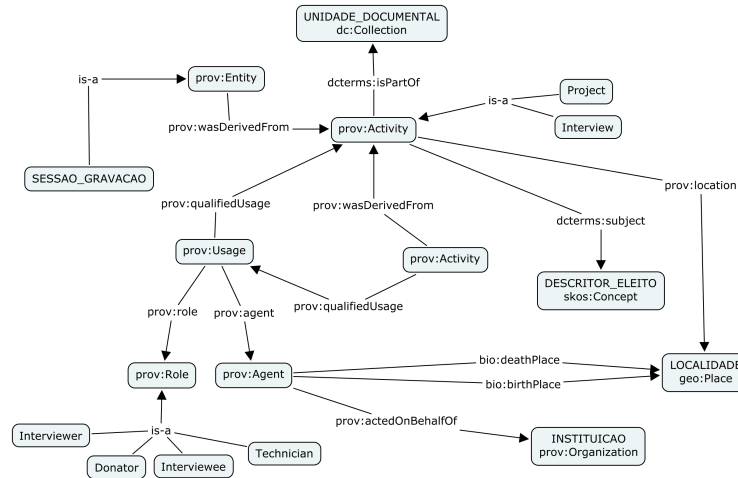 UNIDADE_DOCUMENTAL
dc:Collection
dcterms:isPartOf
is-a
prov:Entity
Project
is-a
Interview
prov:wasDerivedFrom
prov:Activity
SESSAO_GRAVACAO
prov:location
prov:qualifiedUsage
prov:wasDerivedFrom
dcterms:subject
prov:Usage
prov:Activity
DESCRITOR_ELEITO
skos:Concept
prov:qualifiedUsage
prov:role
prov:agent
prov:Role
prov:Agent
bio:deathPlace
bio:birthPlace
LOCALIDADE
geo:Place
prov:actedOnBehalfOf
INSTITUICAO
prov:Organization
Interviewer
is-a
Donator
Interviewee
Technician